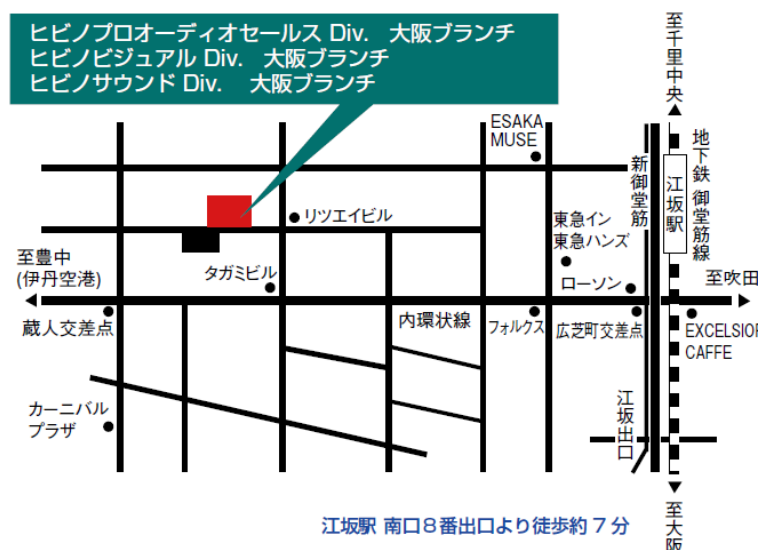 ヒビノプロオーディオセールス Div. 大阪ブランチ
ヒビノビジュアル Div. 大阪ブランチ
ヒビノサウンド Div. 大阪ブランチ
至千里中央
ESAKA
MUSE
新御堂筋
江坂駅
地下鉄 御堂筋線
リツエイビル
東急イン
東急ハンズ
至豊中
(伊丹空港)
タガミビル
ローソン
至吹田
蔵人交差点
内環状線
フォルクス
広芝町交差点
EXCELSIOR
CAFFE
カーニバル
プラザ
江坂出口
至大阪
江坂駅 南口8番出口より徒歩約7分